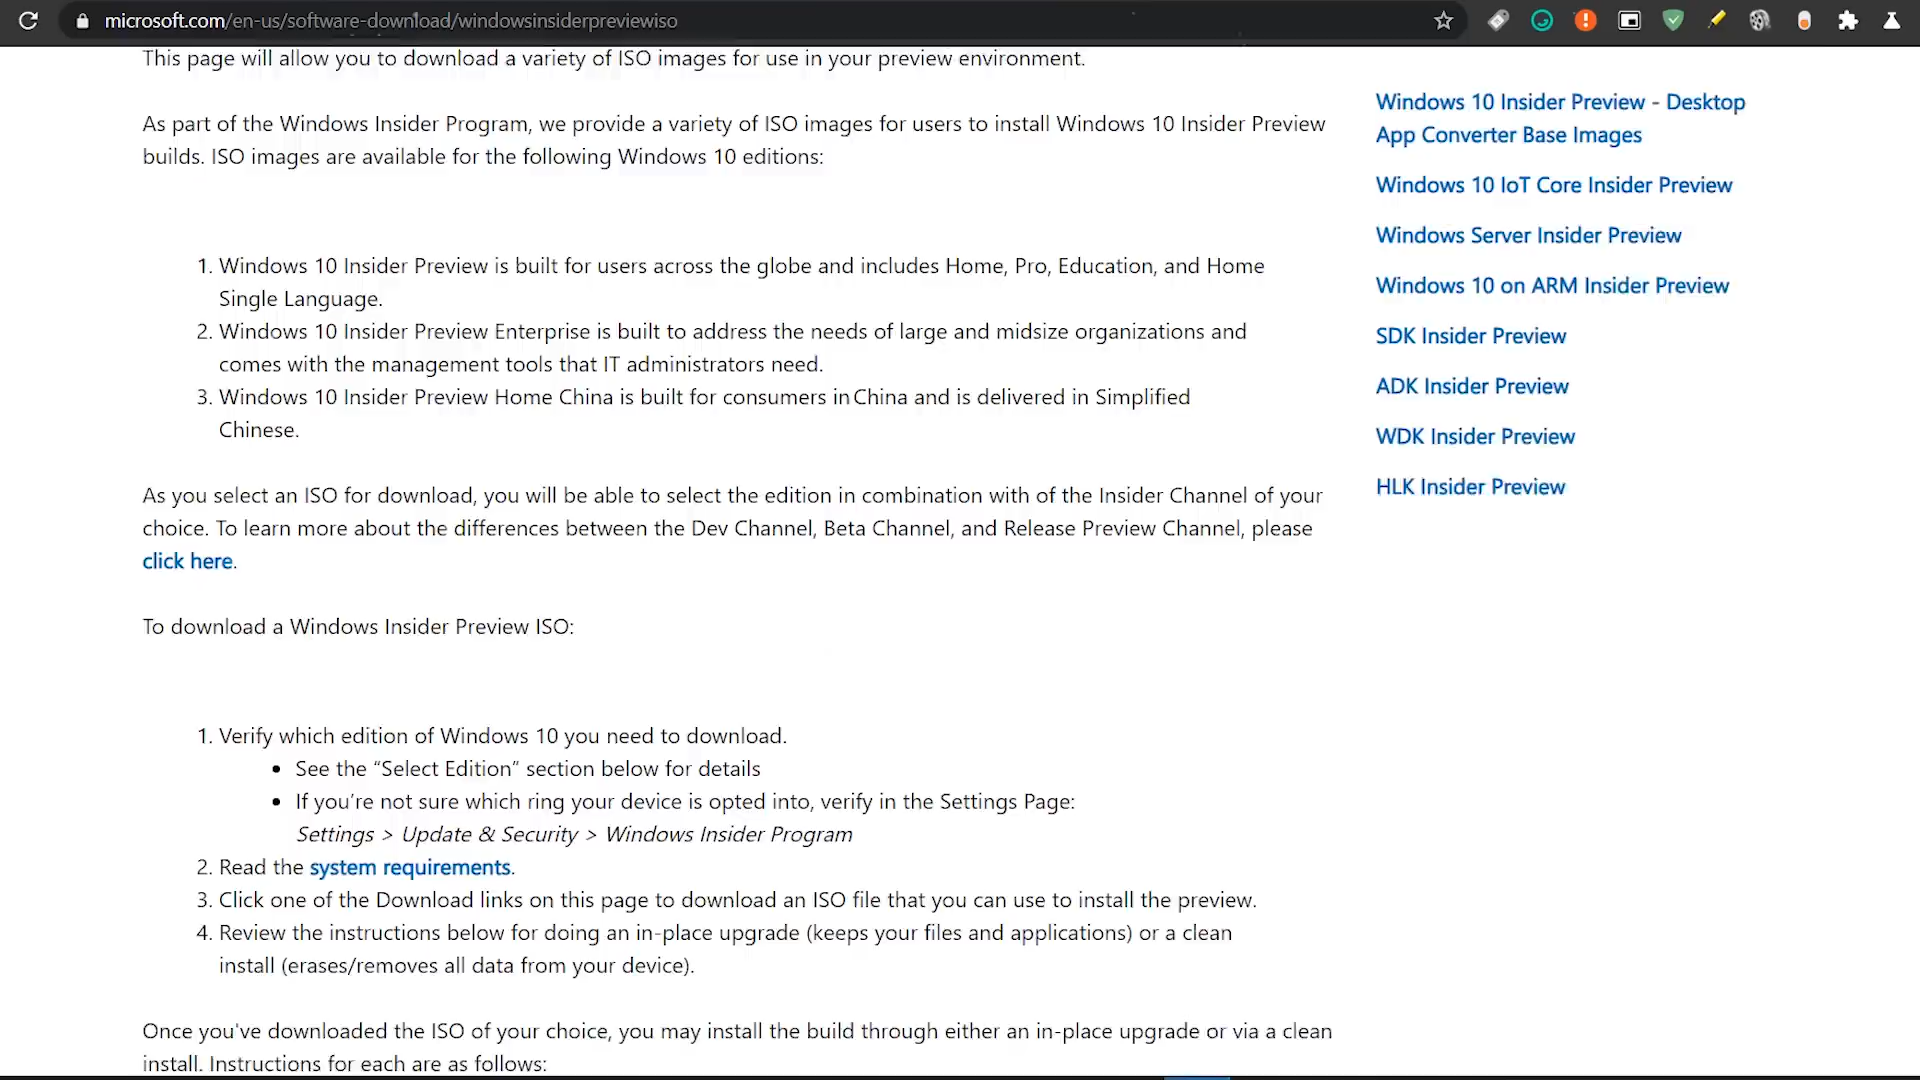 microsoft.com/en-us/software-download/windowsinsiderpreviewiso
This page will allow you to download a variety of ISO images for use in your preview environment.
As part of the Windows Insider Program, we provide a variety of ISO images for users to install Windows 10 Insider Preview
builds. ISO images are available for the following Windows 10 editions:
1. Windows 10 Insider Preview is built for users across the globe and includes Home, Pro, Education, and Home
Single Language.
2. Windows 10 Insider Preview Enterprise is built to address the needs of large and midsize organizations and
comes with the management tools that IT administrators need.
3. Windows 10 Insider Preview Home China is built for consumers in China and is delivered in Simplified
Chinese.
As you select an ISO for download, you will be able to select the edition in combination with of the Insider Channel of your
choice. To learn more about the differences between the Dev Channel, Beta Channel, and Release Preview Channel, please
click here.
To download a Windows Insider Preview ISO:
1. Verify which edition of Windows 10 you need to download.
• See the “Select Edition” section below for details
• If you’re not sure which ring your device is opted into, verify in the Settings Page:
Settings > Update & Security > Windows Insider Program
2. Read the system requirements.
3. Click one of the Download links on this page to download an ISO file that you can use to install the preview.
4. Review the instructions below for doing an in-place upgrade (keeps your files and applications) or a clean
install (erases/removes all data from your device).
Once you've downloaded the ISO of your choice, you may install the build through either an in-place upgrade or via a clean
install. Instructions for each are as follows:
Windows 10 Insider Preview - Desktop
App Converter Base Images
Windows 10 IoT Core Insider Preview
Windows Server Insider Preview
Windows 10 on ARM Insider Preview
SDK Insider Preview
ADK Insider Preview
WDK Insider Preview
HLK Insider Preview